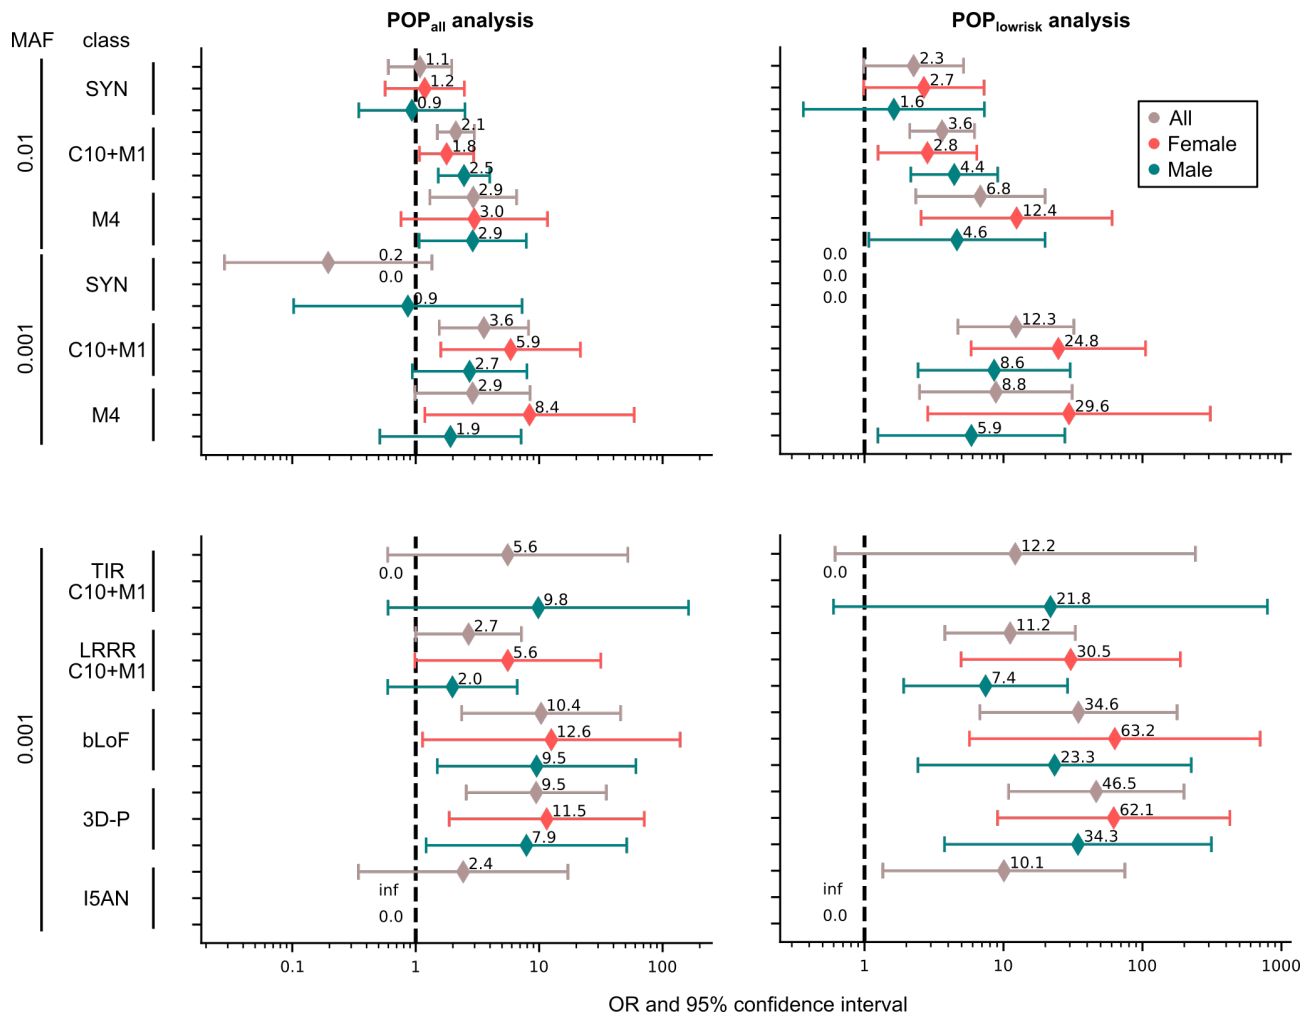 POPall analysis
POPlowrisk analysis
MAF class
0.01
SYN
1.1
1.2
0.9
2.3
2.7
1.6
C10+M1
2.1
1.8
2.5
3.6
2.8
4.4
M4
2.9
3.0
2.9
6.8
12.4
4.6
All
Female
Male
0.001
SYN
0.2
0.0
0.9
0.0
0.0
0.0
C10+M1
3.6
5.9
2.7
12.3
24.8
8.6
M4
2.9
8.4
1.9
8.8
29.6
5.9
0.1 1 10 100
1 10 100 1000
0.001
TIR
C10+M1
5.6
0.0
9.8
12.2
0.0
21.8
LRRR
C10+M1
2.7
5.6
2.0
11.2
30.5
7.4
bLoF
10.4
12.6
9.5
34.6
63.2
23.3
3D-P
9.5
11.5
7.9
46.5
62.1
34.3
I5AN
2.4
inf
0.0
10.1
inf
0.0
OR and 95% confidence interval